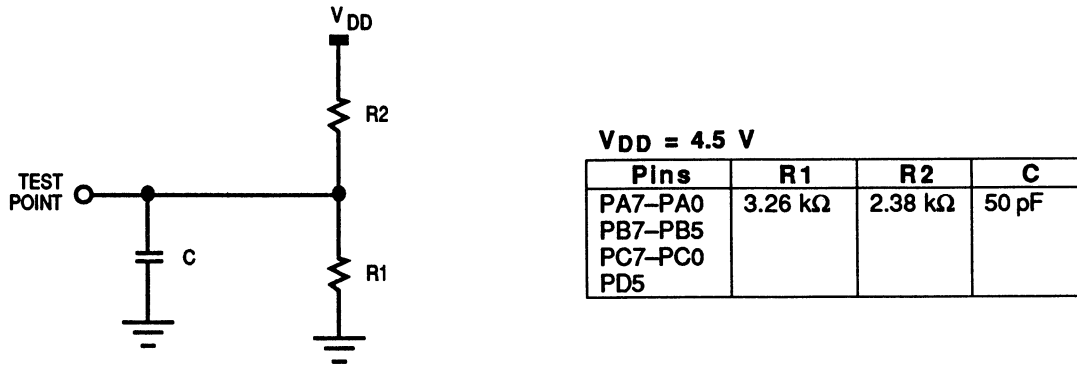 V DD
R2
TEST
POINT
C
R1
VDD = 4.5 V
Pins R1 R2 C
PA7–PA0 3.26 kΩ 2.38 kΩ 50 pF
PB7–PB5
PC7–PC0
PD5